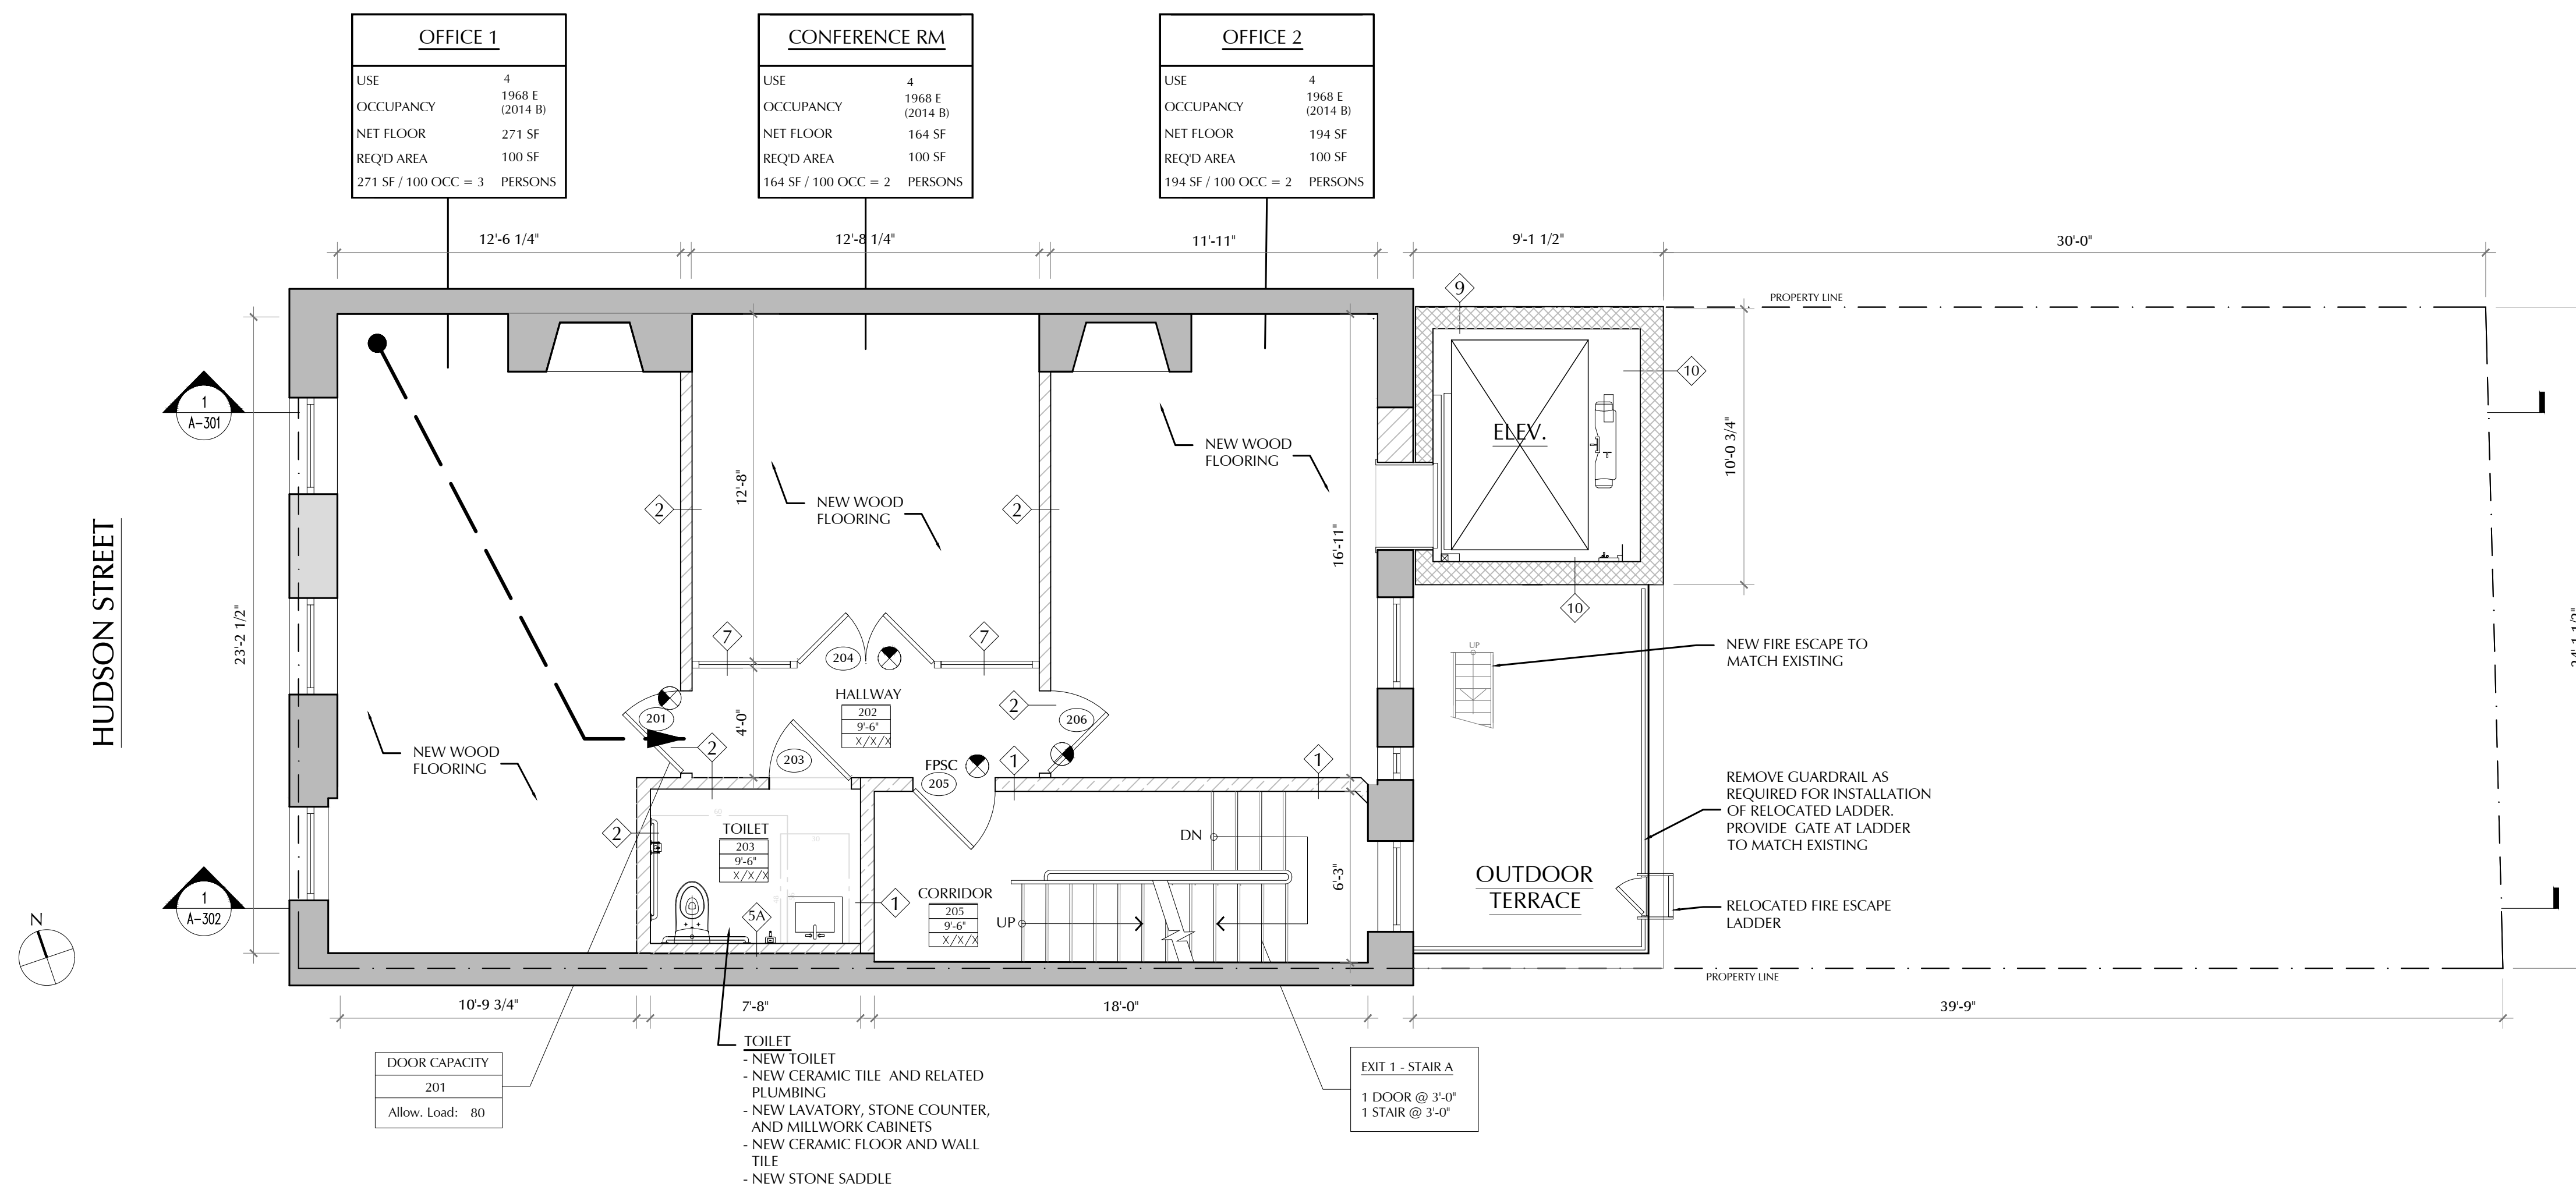 OFFICE 1
USE 4
OCCUPANCY 1968 E (2014 B)
NET FLOOR 271 SF
REQ'D AREA 100 SF
271 SF / 100 OCC = 3 PERSONS
CONFERENCE RM
USE 4
OCCUPANCY 1968 E (2014 B)
NET FLOOR 164 SF
REQ'D AREA 100 SF
164 SF / 100 OCC = 2 PERSONS
OFFICE 2
USE 4
OCCUPANCY 1968 E (2014 B)
NET FLOOR 194 SF
REQ'D AREA 100 SF
194 SF / 100 OCC = 2 PERSONS
12'-6 1/4"
12'-8 1/4"
11'-11"
9'-1 1/2"
30'-0"
PROPERTY LINE
9
10
1
A-301
ELEV.
10'-0 3/4"
NEW WOOD
FLOORING
NEW WOOD
FLOORING
12'-8"
16'-11"
2
2
10
HUDSON STREET
23'-2 1/2"
7
7
204
UP
NEW FIRE ESCAPE TO
MATCH EXISTING
HALLWAY
202
9'-6"
X/X/X
2
201
206
4'-0"
2
203
FPSC
205
1
1
NEW WOOD
FLOORING
REMOVE GUARDRAIL AS
REQUIRED FOR INSTALLATION
OF RELOCATED LADDER.
PROVIDE GATE AT LADDER
TO MATCH EXISTING
2
TOILET
203
9'-6"
X/X/X
60
30
DN
6'-3"
OUTDOOR
TERRACE
1
A-302
5A
1
CORRIDOR
205
9'-6"
X/X/X
UP
RELOCATED FIRE ESCAPE
LADDER
N
PROPERTY LINE
10'-9 3/4"
7'-8"
18'-0"
39'-9"
DOOR CAPACITY
201
Allow. Load: 80
TOILET
- NEW TOILET
- NEW CERAMIC TILE AND RELATED
PLUMBING
- NEW LAVATORY, STONE COUNTER,
AND MILLWORK CABINETS
- NEW CERAMIC FLOOR AND WALL
TILE
- NEW STONE SADDLE
EXIT 1 - STAIR A
1 DOOR @ 3'-0"
1 STAIR @ 3'-0"